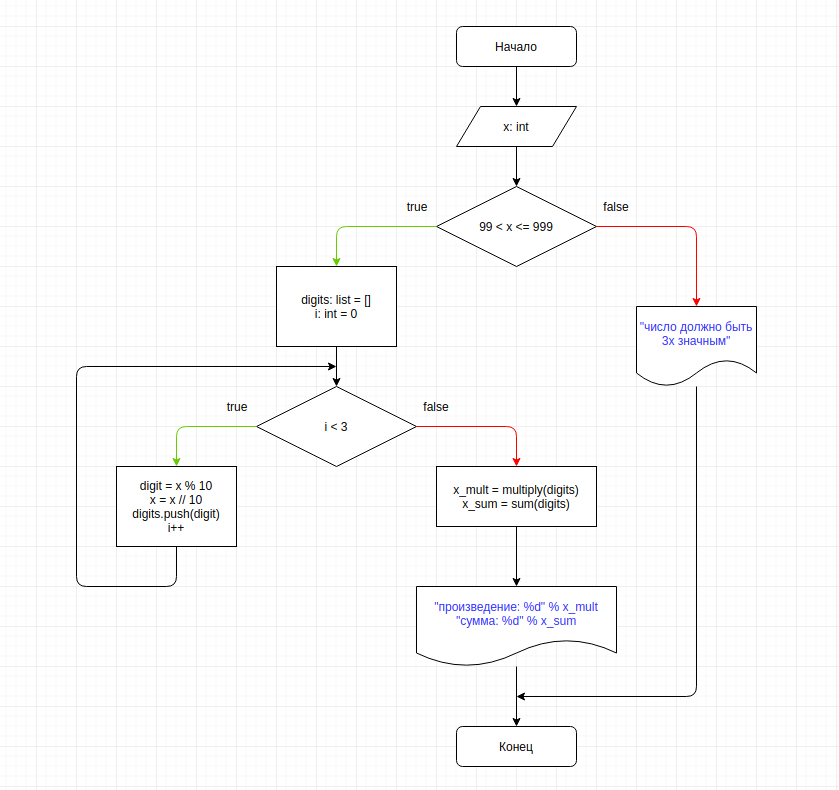 Начало
x: int
99 < x <= 999
true
false
digits: list = []
i: int = 0
"число должно быть
3х значным"
i < 3
true
false
digit = x % 10
x = x // 10
digits.push(digit)
i++
x_mult = multiply(digits)
x_sum = sum(digits)
"произведение: %d" % x_mult
"сумма: %d" % x_sum
Конец